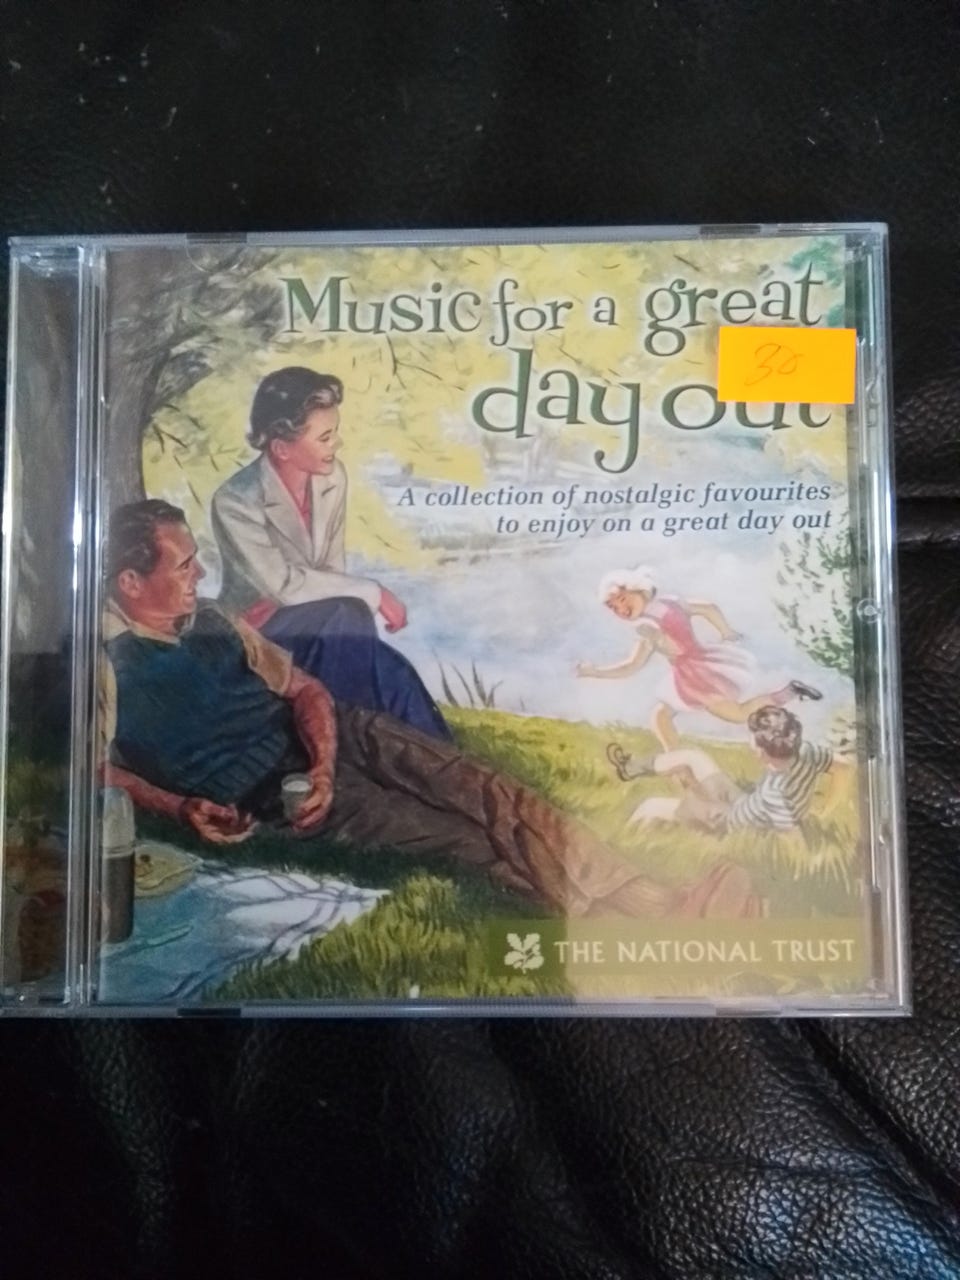 Music for a great
day out
30
A collection of nostalgic favourites
to enjoy on a great day out
THE NATIONAL TRUST